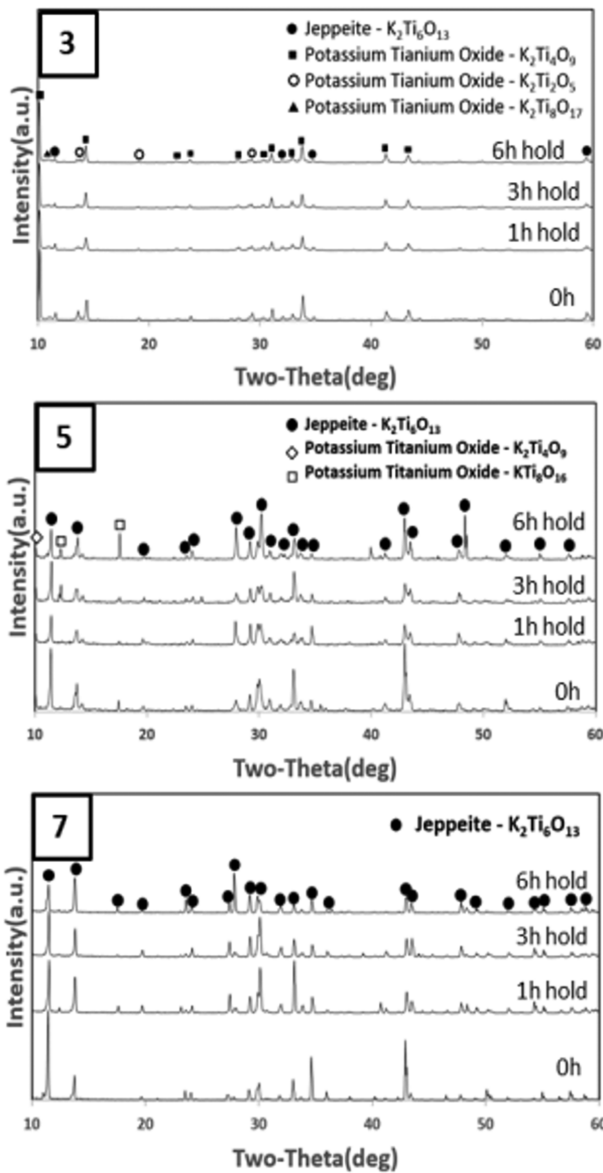 3
● Jeppeite - K₂Ti₆O₁₃
■ Potassium Tianium Oxide - K₂Ti₄O₉
○ Potassium Tianium Oxide - K₂Ti₂O₅
▲ Potassium Tianium Oxide - K₂Ti₈O₁₇
Intensity(a.u.)
6h hold
3h hold
1h hold
0h
10 20 30 40 50 60
Two-Theta(deg)
5
● Jeppeite - K₂Ti₆O₁₃
◇ Potassium Titanium Oxide - K₂Ti₄O₉
□ Potassium Titanium Oxide - KTi₈O₁₆
Intensity(a.u.)
6h hold
3h hold
1h hold
0h
10 20 30 40 50 60
Two-Theta(deg)
7
● Jeppeite - K₂Ti₆O₁₃
Intensity(a.u.)
6h hold
3h hold
1h hold
0h
10 20 30 40 50 60
Two-Theta(deg)